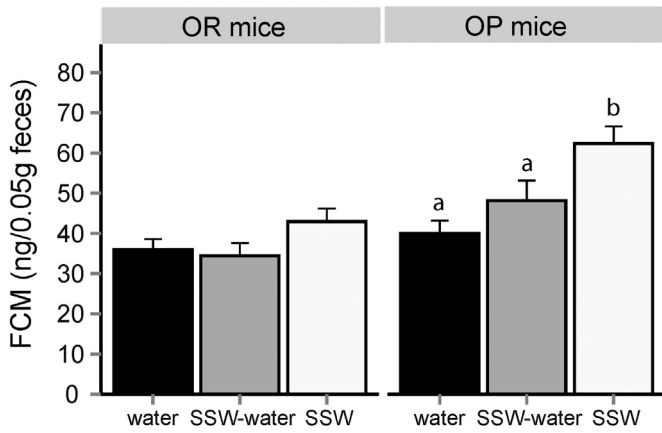 OR mice
OP mice
FCM (ng/0.05g feces)
80
70
60
50
40
30
20
10
0
a
a
b
water SSW-water SSW
water SSW-water SSW